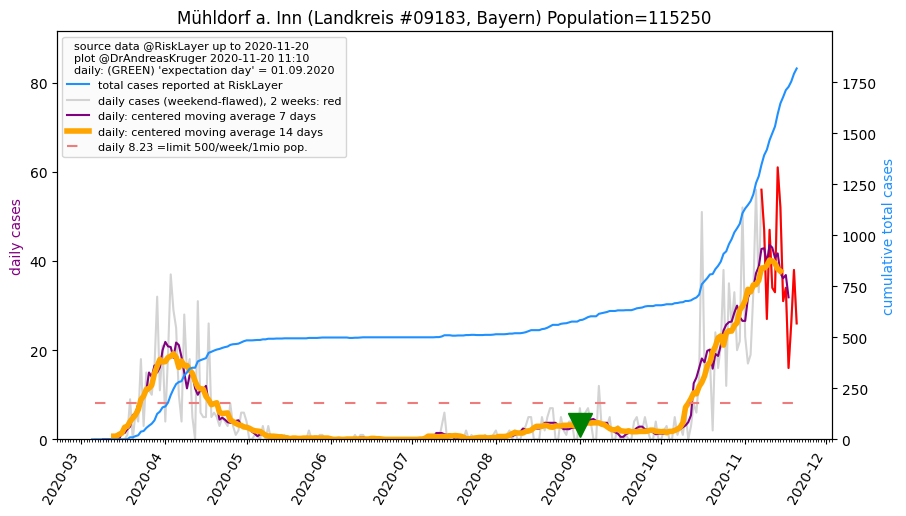 Mühldorf a. Inn (Landkreis #09183, Bayern) Population=115250
source data @RiskLayer up to 2020-11-20
plot @DrAndreasKruger 2020-11-20 11:10
daily: (GREEN) 'expectation day' = 01.09.2020
total cases reported at RiskLayer
daily cases (weekend-flawed), 2 weeks: red
daily: centered moving average 7 days
daily: centered moving average 14 days
daily 8.23 =limit 500/week/1mio pop.
daily cases
80
60
40
20
0
cumulative total cases
1750
1500
1250
1000
750
500
250
0
2020-03
2020-04
2020-05
2020-06
2020-07
2020-08
2020-09
2020-10
2020-11
2020-12